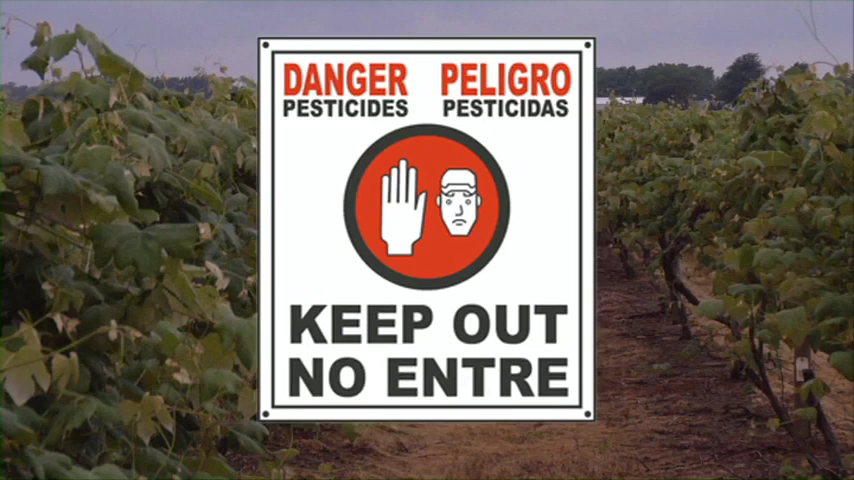 DANGER PELIGRO
PESTICIDES PESTICIDAS
KEEP OUT
NO ENTRE